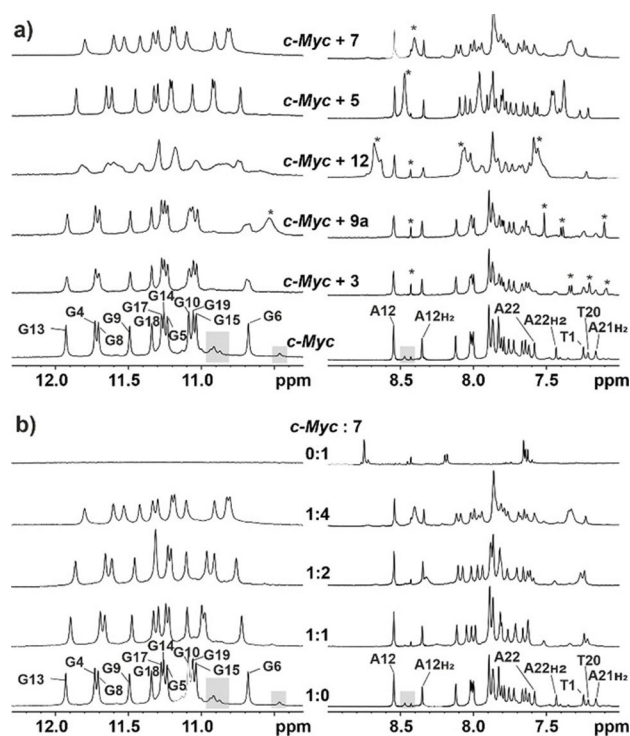 a)
c-Myc + 7
c-Myc + 5
c-Myc + 12
c-Myc + 9a
c-Myc + 3
c-Myc
G13 G4 G8 G9 G18 G17 G14 G5 G10 G19 G15 G6
A12 A12H2 A22 A22H2 T1 T20 A21H2
12.0 11.5 11.0 ppm 8.5 8.0 7.5 ppm
b)
c-Myc : 7
0:1
1:4
1:2
1:1
1:0
G13 G4 G8 G9 G18 G17 G14 G5 G10 G19 G15 G6
A12 A12H2 A22 A22H2 T1 T20 A21H2
12.0 11.5 11.0 ppm 8.5 8.0 7.5 ppm